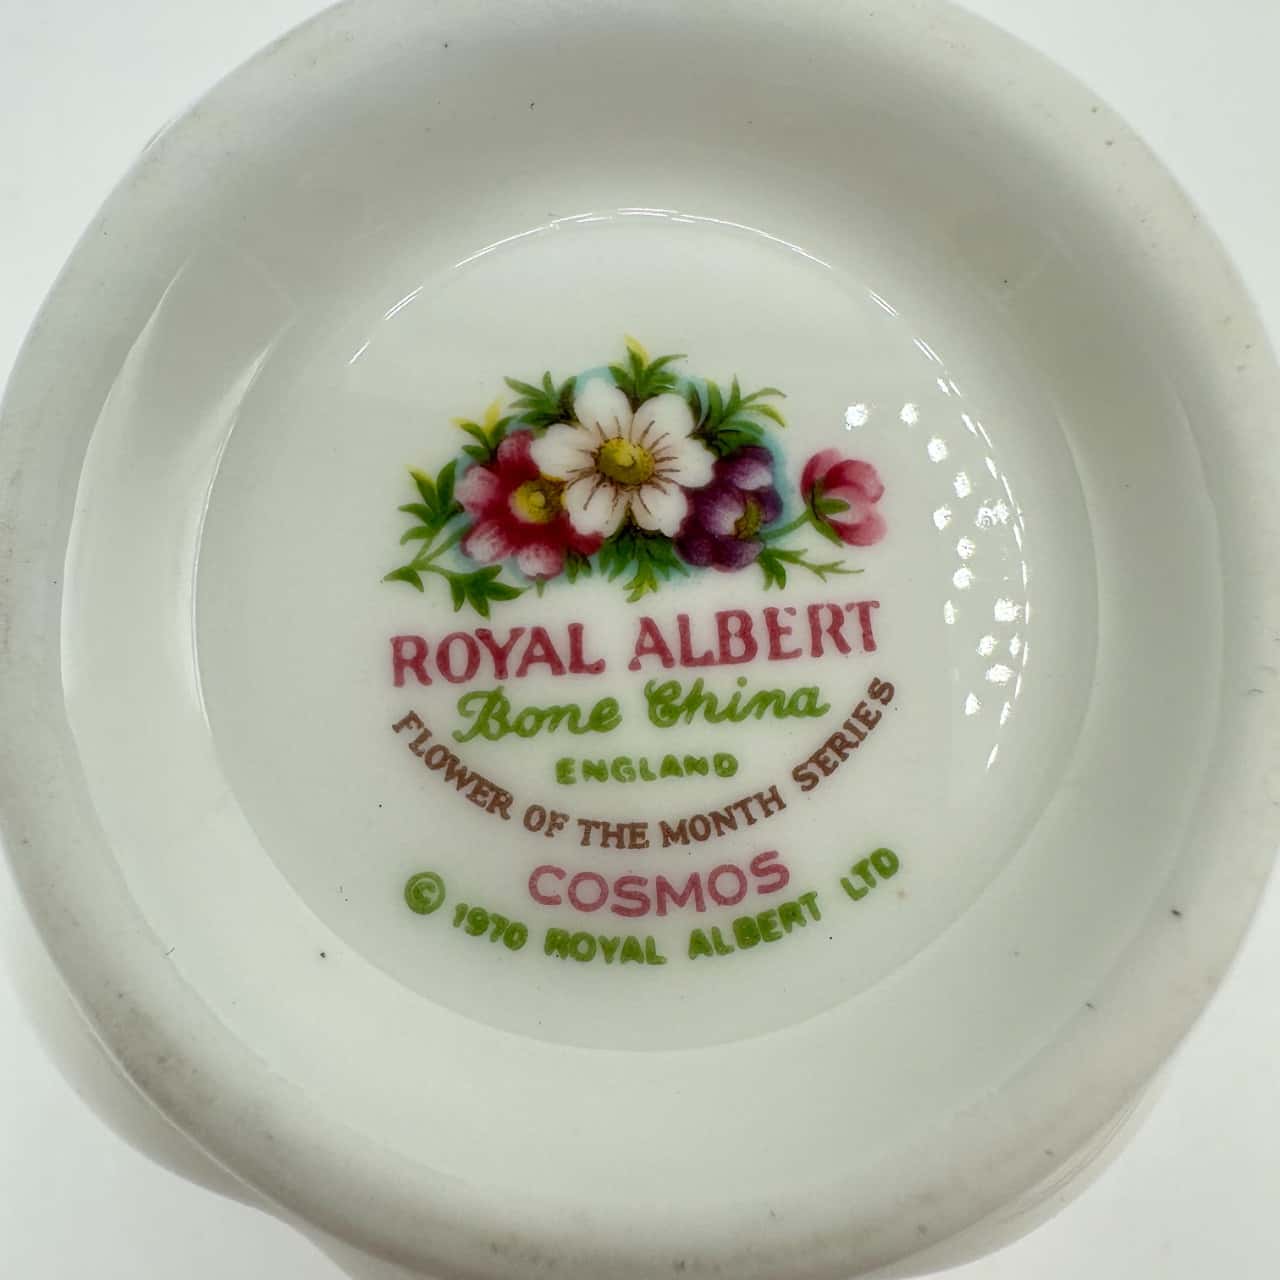 ROYAL ALBERT
Bone China
ENGLAND
FLOWER OF THE MONTH SERIES
COSMOS
© 1970 ROYAL ALBERT LTD